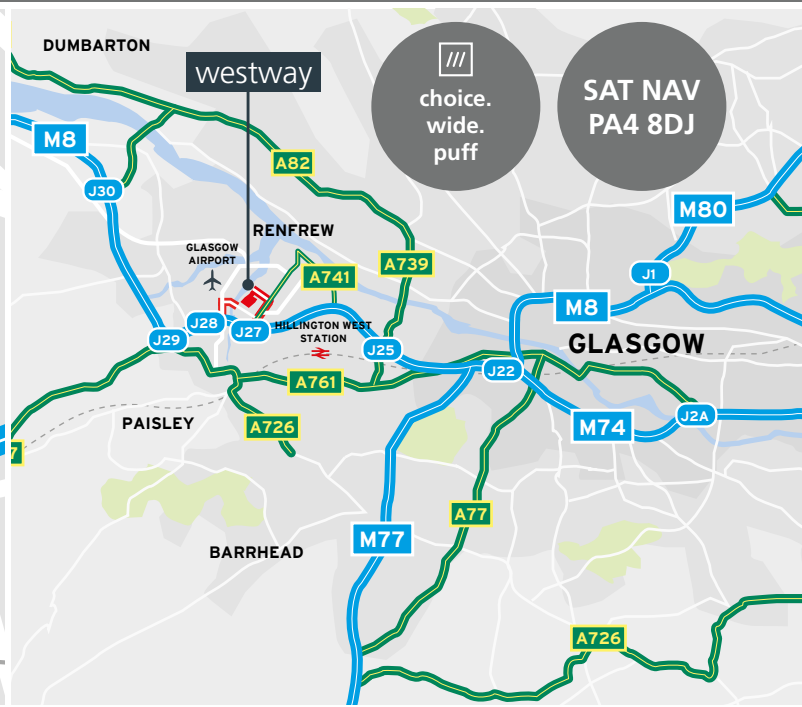 DUMBARTON
westway
///
choice.
wide.
puff
SAT NAV
PA4 8DJ
M8
J30
A82
M80
RENFREW
GLASGOW
AIRPORT
A741
A739
J1
M8
J28
J27
HILLINGTON WEST
STATION
J29
J25
GLASGOW
J22
A761
PAISLEY
A726
M74
J2A
7
A77
M77
BARRHEAD
A726